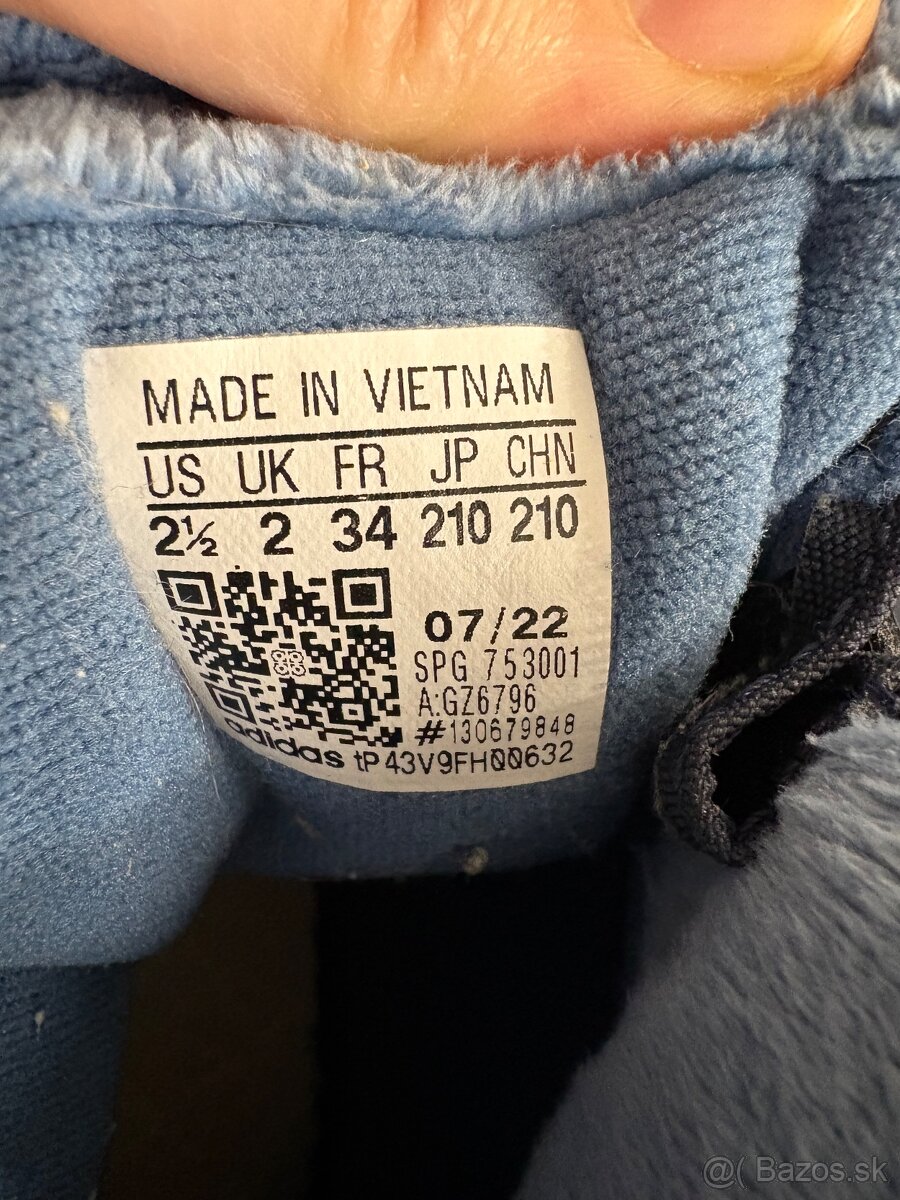 MADE IN VIETNAM
US UK FR JP CHN
2½ 2 34 210 210
07/22
SPG 753001
A:GZ6796
#130679848
adidas tP43V9FH00632
@( Bazos.sk